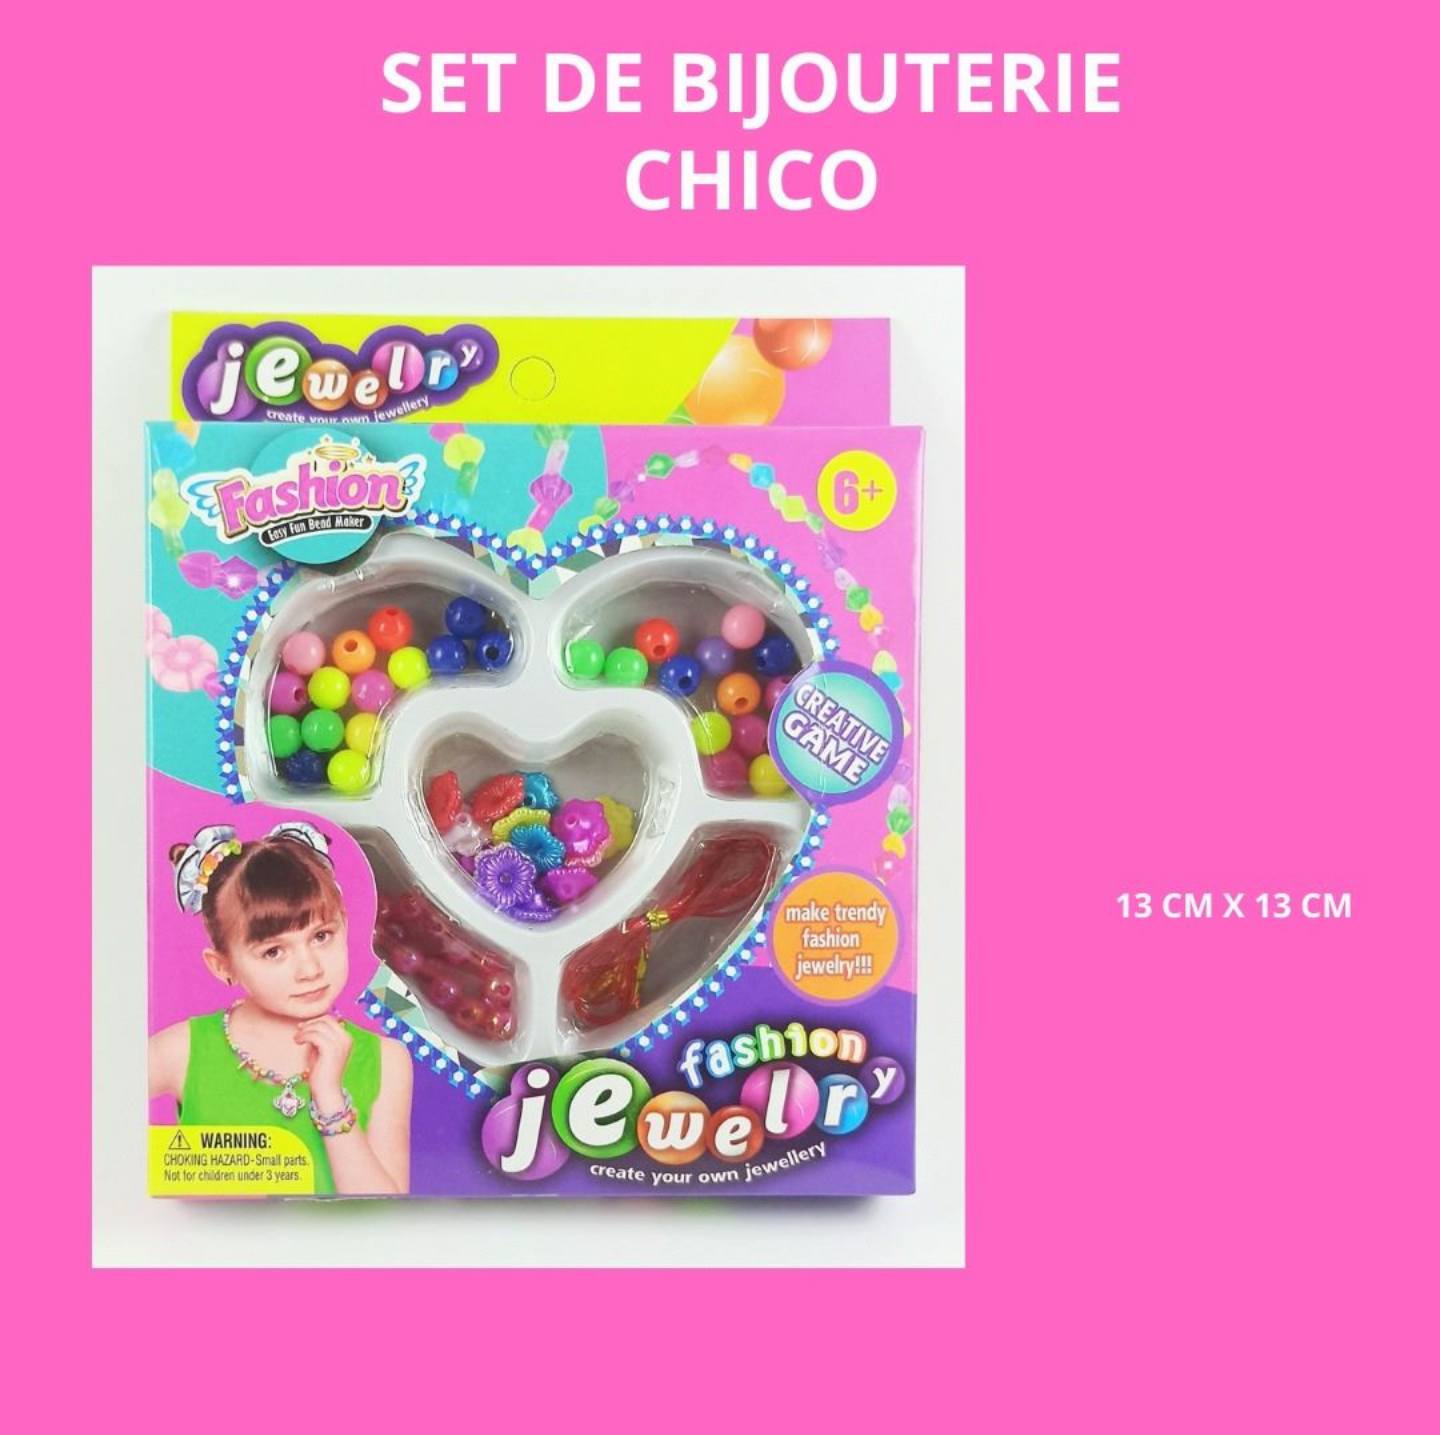 SET DE BIJOUTERIE
CHICO
jewelry
create your own jewellery
Fashion
Easy Fun Bend Maker
6+
CREATIVE
GAME
make trendy
fashion
jewelry!!!
13 CM X 13 CM
fashion
jewelry
create your own jewellery
WARNING:
CHOKING HAZARD-Small parts.
Not for children under 3 years.